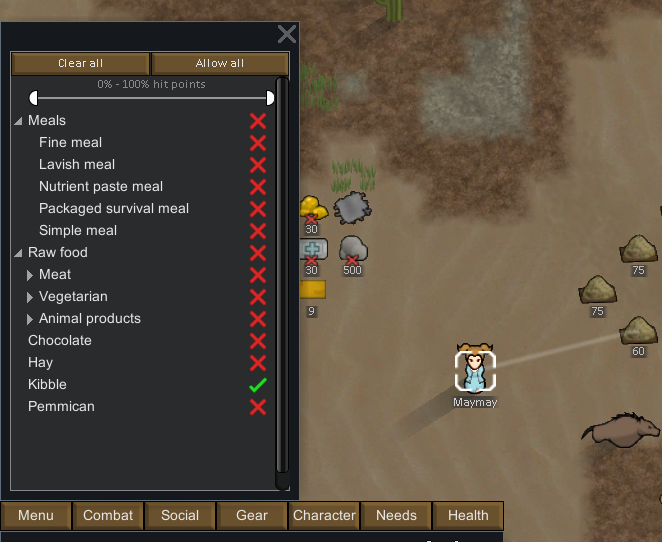 Clear all
Allow all
0% - 100% hit points
Meals
Fine meal
Lavish meal
Nutrient paste meal
Packaged survival meal
Simple meal
Raw food
Meat
Vegetarian
Animal products
Chocolate
Hay
Kibble
Pemmican
30
30
500
9
75
75
60
Maymay
Menu
Combat
Social
Gear
Character
Needs
Health